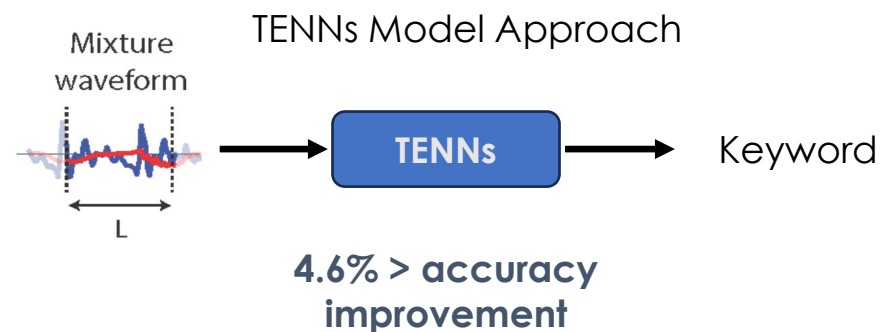 TENNs Model Approach
Mixture
waveform
L
TENNs
Keyword
4.6% > accuracy
improvement